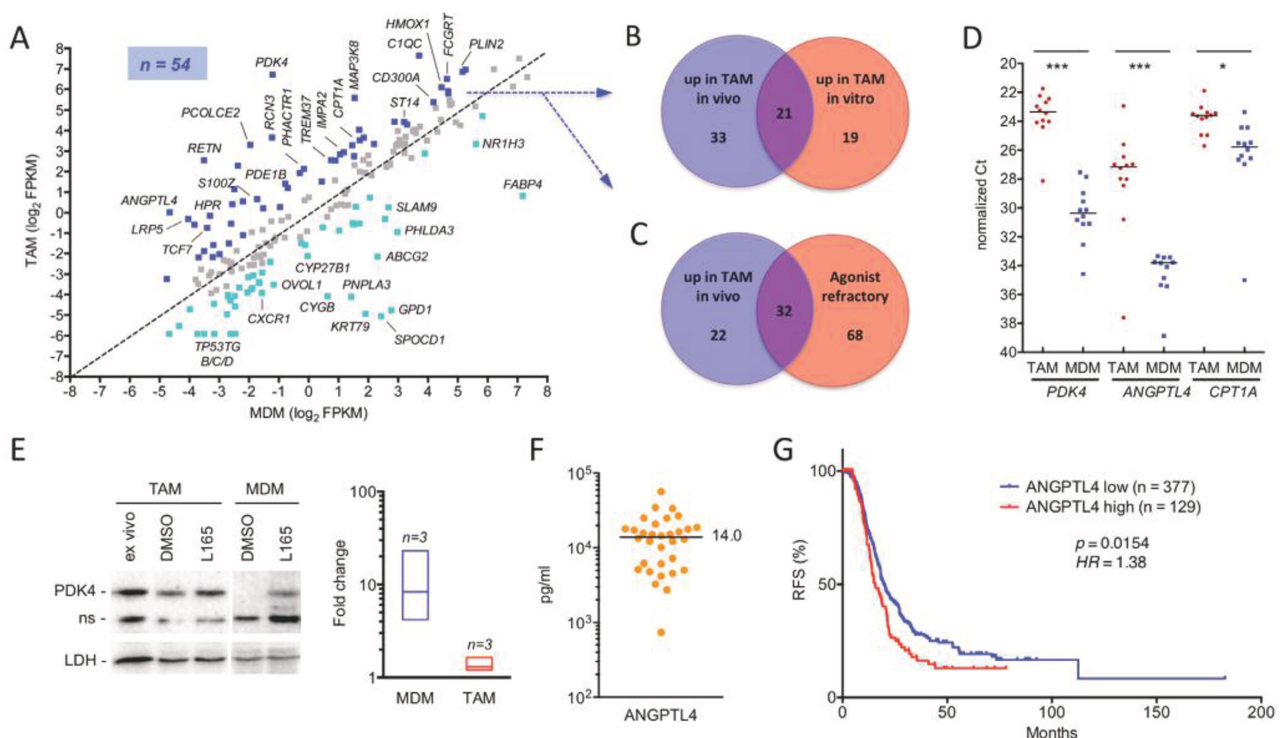 A
n = 54
TAM (log2 FPKM)
8
7
6
5
4
3
2
1
0
-1
-2
-3
-4
-5
-6
-7
-8
-8 -7 -6 -5 -4 -3 -2 -1 0 1 2 3 4 5 6 7 8
MDM (log2 FPKM)
HMOX1
C1QC
FCGRT
PLIN2
PDK4
MAP3K8
CD300A
ST14
RCN3
PHACTR1
TREM37
IMPA2
CPT1A
PCOLCE2
RETN
PDE1B
S100Z
ANGPTL4
HPR
LRP5
TCF7
NR1H3
FABP4
SLAM9
PHLDA3
ABCG2
CYP27B1
OVOL1
PNPLA3
CYGB
GPD1
CXCR1
KRT79
SPOCD1
TP53TG
B/C/D
B
up in TAM
in vivo
33
21
up in TAM
in vitro
19
C
up in TAM
in vivo
22
32
Agonist
refractory
68
D
*** *** *
normalized Ct
20
22
24
26
28
30
32
34
36
38
40
TAM MDM TAM MDM TAM MDM
PDK4 ANGPTL4 CPT1A
E
TAM MDM
ex vivo DMSO L165 DMSO L165
PDK4 -
ns -
LDH -
Fold change
100
10
1
n=3
n=3
MDM TAM
F
pg/ml
10^5
10^4
10^3
10^2
14.0
ANGPTL4
G
RFS (%)
100
50
0
0 50 100 150 200
Months
ANGPTL4 low (n = 377)
ANGPTL4 high (n = 129)
p = 0.0154
HR = 1.38